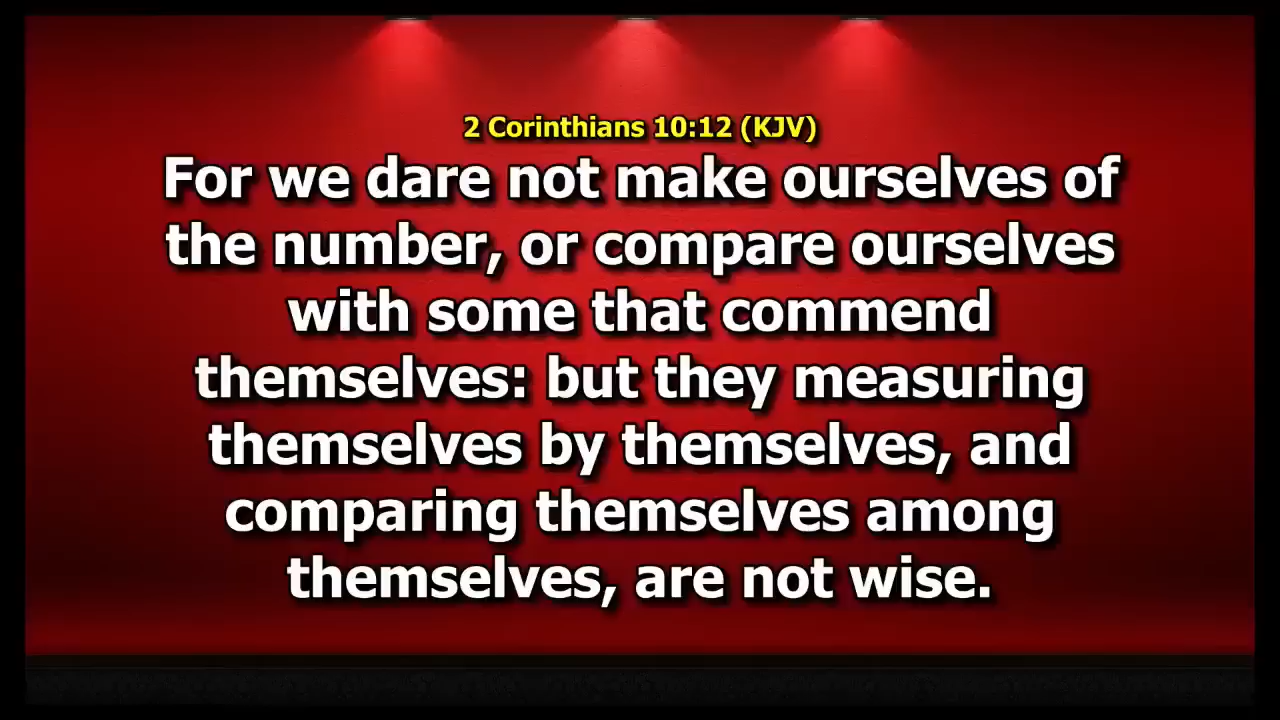 2 Corinthians 10:12 (KJV)
For we dare not make ourselves of
the number, or compare ourselves
with some that commend
themselves: but they measuring
themselves by themselves, and
comparing themselves among
themselves, are not wise.